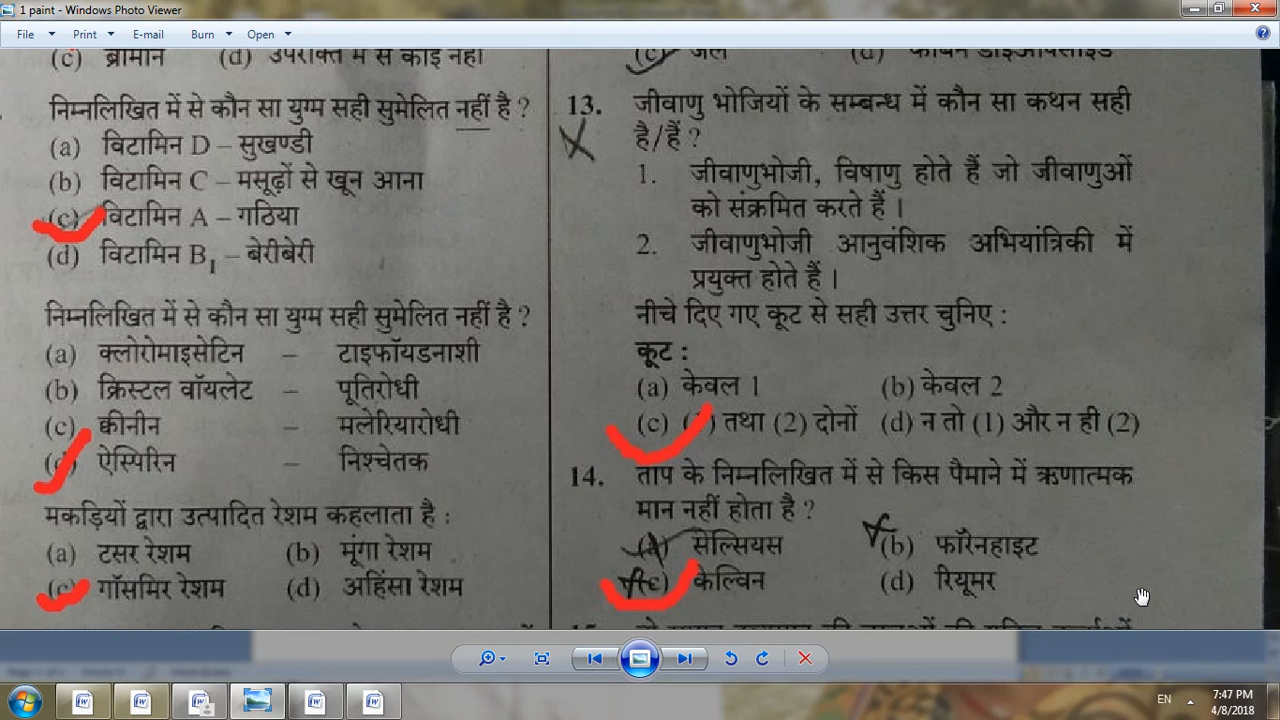 1 paint - Windows Photo Viewer
File Print E-mail Burn Open
(c) ब्रोमीन (d) उपरोक्त में से कोई नहीं
निम्नलिखित में से कौन सा युग्म सही सुमेलित नहीं है ?
(a) विटामिन D – सुखण्डी
(b) विटामिन C – मसूढ़ों से खून आना
(c) विटामिन A – गठिया
(d) विटामिन B1 – बेरीबेरी
निम्नलिखित में से कौन सा युग्म सही सुमेलित नहीं है ?
(a) क्लोरोमाइसेटिन – टाइफॉयडनाशी
(b) क्रिस्टल वॉयलेट – पूतिरोधी
(c) क्वीनीन – मलेरियारोधी
(d) ऐस्पिरिन – निश्चेतक
मकड़ियों द्वारा उत्पादित रेशम कहलाता है :
(a) टसर रेशम (b) मूंगा रेशम
(c) गॉसमिर रेशम (d) अहिंसा रेशम
(c) जल (d) कार्बन डाइऑक्साइड
13. जीवाणु भोजियों के सम्बन्ध में कौन सा कथन सही
है/हैं ?
1. जीवाणुभोजी, विषाणु होते हैं जो जीवाणुओं
को संक्रमित करते हैं ।
2. जीवाणुभोजी आनुवंशिक अभियांत्रिकी में
प्रयुक्त होते हैं ।
नीचे दिए गए कूट से सही उत्तर चुनिए :
कूट :
(a) केवल 1 (b) केवल 2
(c) (1) तथा (2) दोनों (d) न तो (1) और न ही (2)
14. ताप के निम्नलिखित में से किस पैमाने में ऋणात्मक
मान नहीं होता है ?
(a) सेल्सियस (b) फॉरेनहाइट
(c) केल्विन (d) रियूमर
EN
7:47 PM
4/8/2018